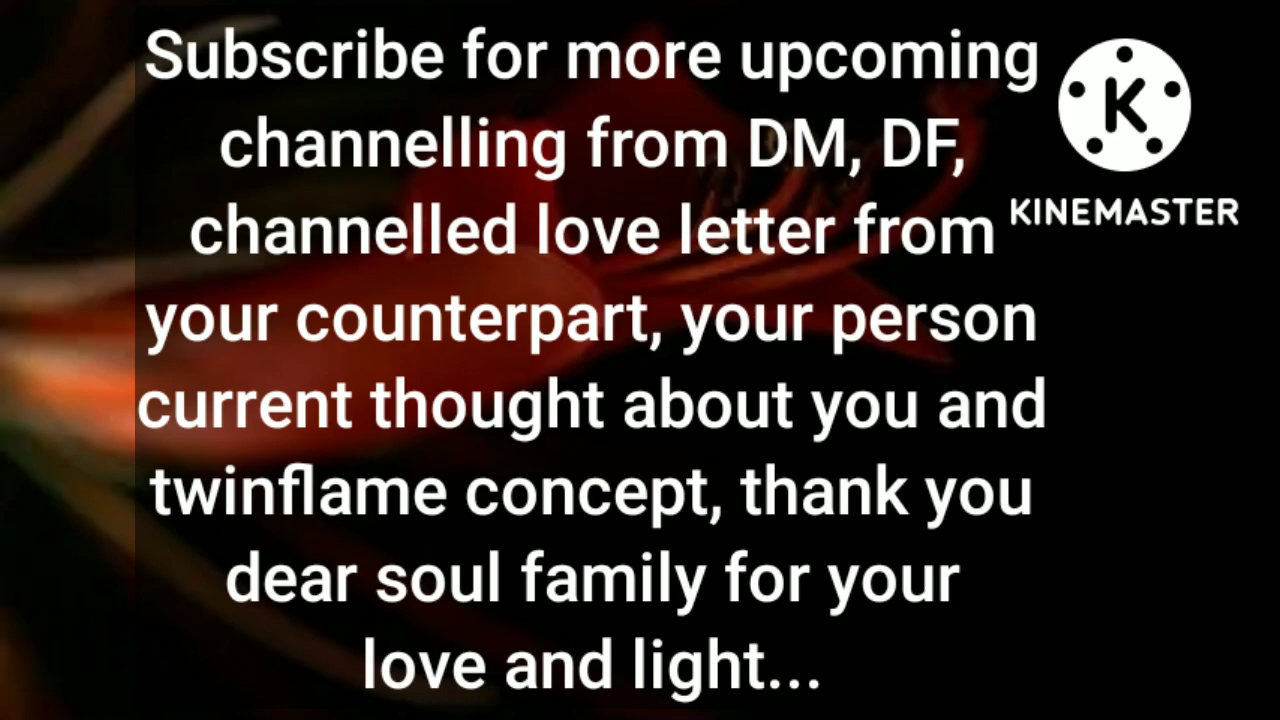 Subscribe for more upcoming
channelling from DM, DF,
channelled love letter from
your counterpart, your person
current thought about you and
twinflame concept, thank you
dear soul family for your
love and light...
K
KINEMASTER